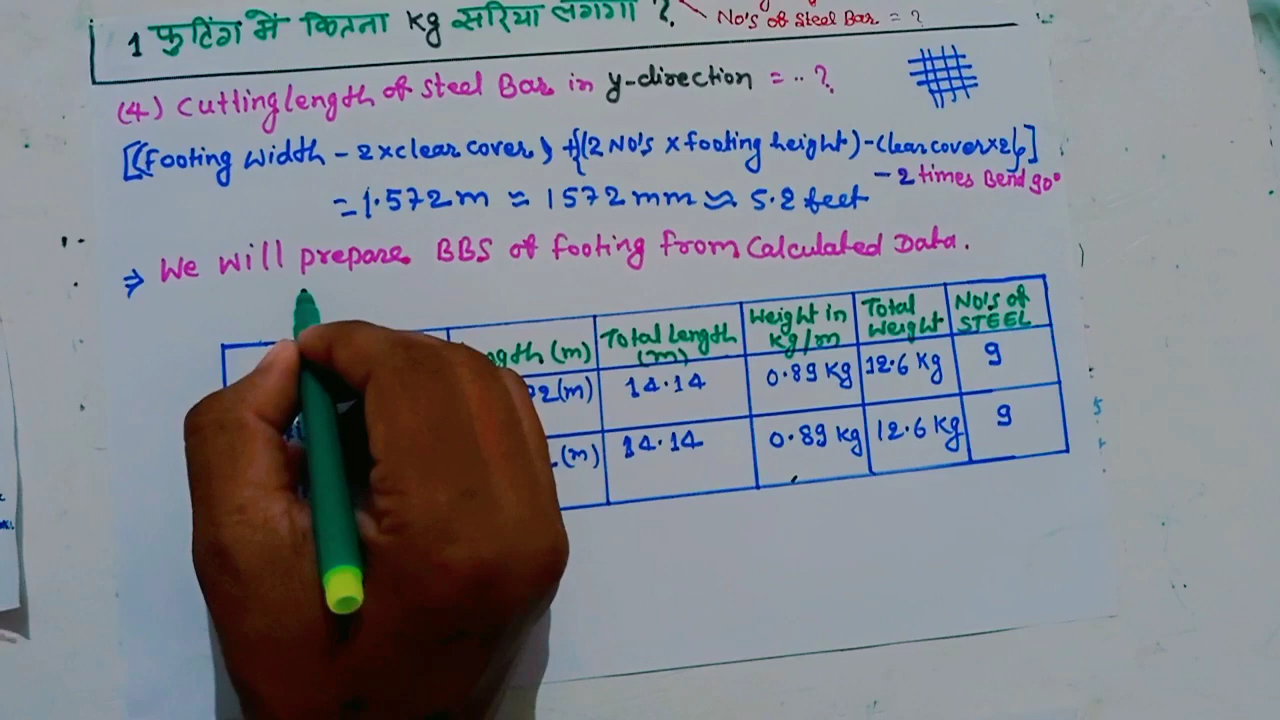 1 फुटिंग में कितना kg सरिया लगेगा ?
No's of Steel Bar = ?
(4) Cutting length of Steel Bar in y-direction = .. ?
[(footing width - 2 x clear cover) + {(2 No's x footing height) - Clear cover x 2}]
- 2 times Bend 90°
= 1.572 m ≈ 1572 mm ≈ 5.2 feet
⇒ We will prepare BBS of footing from Calculated Data.
(m) Total Length (m) Weight in kg/m Total Weight No's of STEEL
2(m) 14.14 0.89 kg 12.6 kg 9
(m) 14.14 0.89 kg 12.6 kg 9